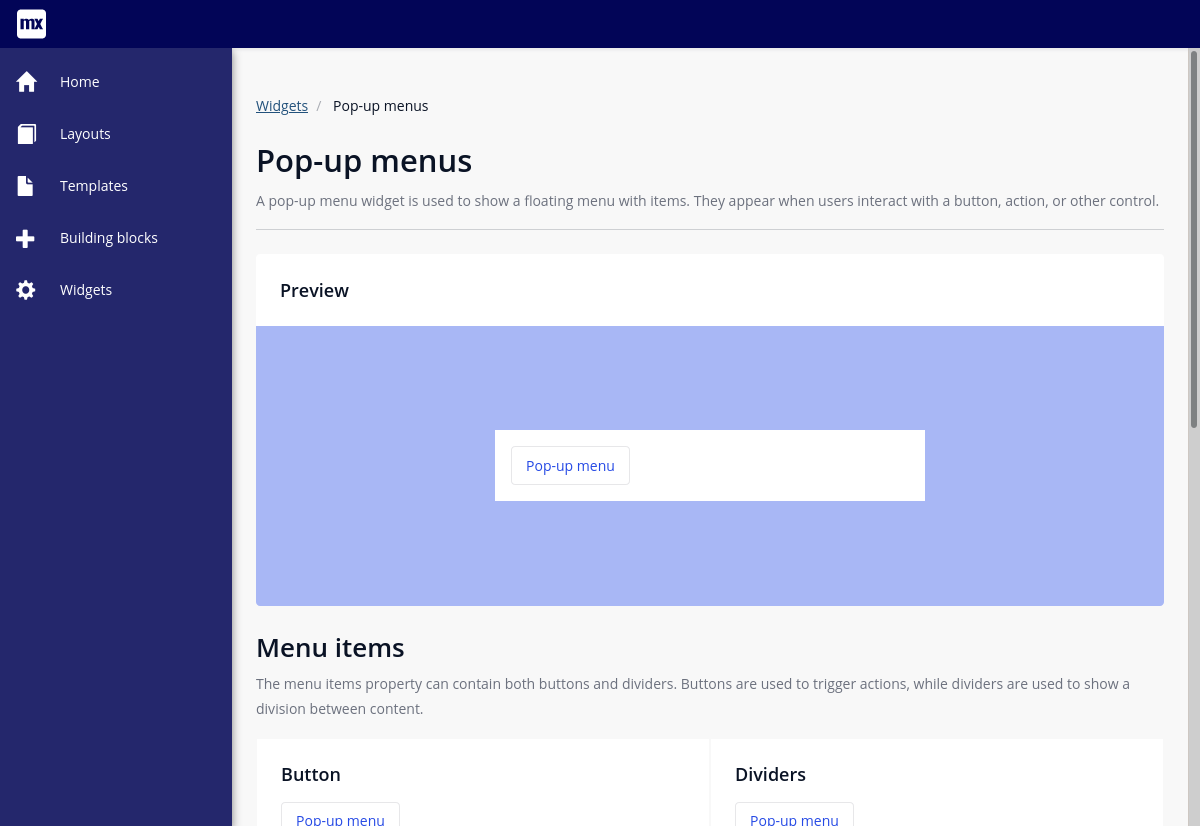 mx
Home
Layouts
Templates
Building blocks
Widgets
Widgets / Pop-up menus
Pop-up menus
A pop-up menu widget is used to show a floating menu with items. They appear when users interact with a button, action, or other control.
Preview
Pop-up menu
Menu items
The menu items property can contain both buttons and dividers. Buttons are used to trigger actions, while dividers are used to show a
division between content.
Button
Pop-up menu
Dividers
Pop-up menu